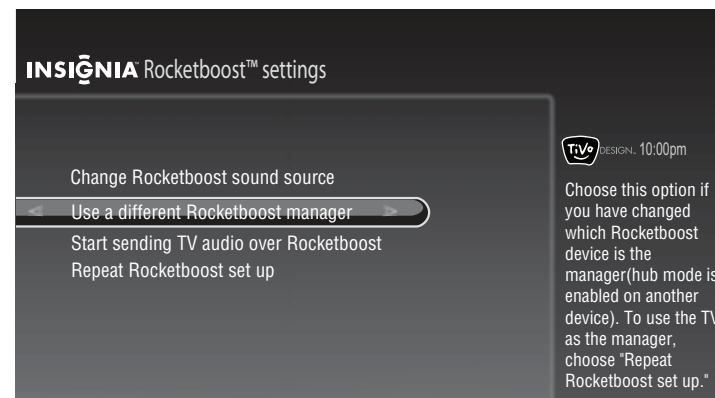 INSIGNIA™ Rocketboost™ settings
Change Rocketboost sound source
Use a different Rocketboost manager
Start sending TV audio over Rocketboost
Repeat Rocketboost set up
TiVo DESIGN. 10:00pm
Choose this option if
you have changed
which Rocketboost
device is the
manager(hub mode is
enabled on another
device). To use the TV
as the manager,
choose "Repeat
Rocketboost set up."